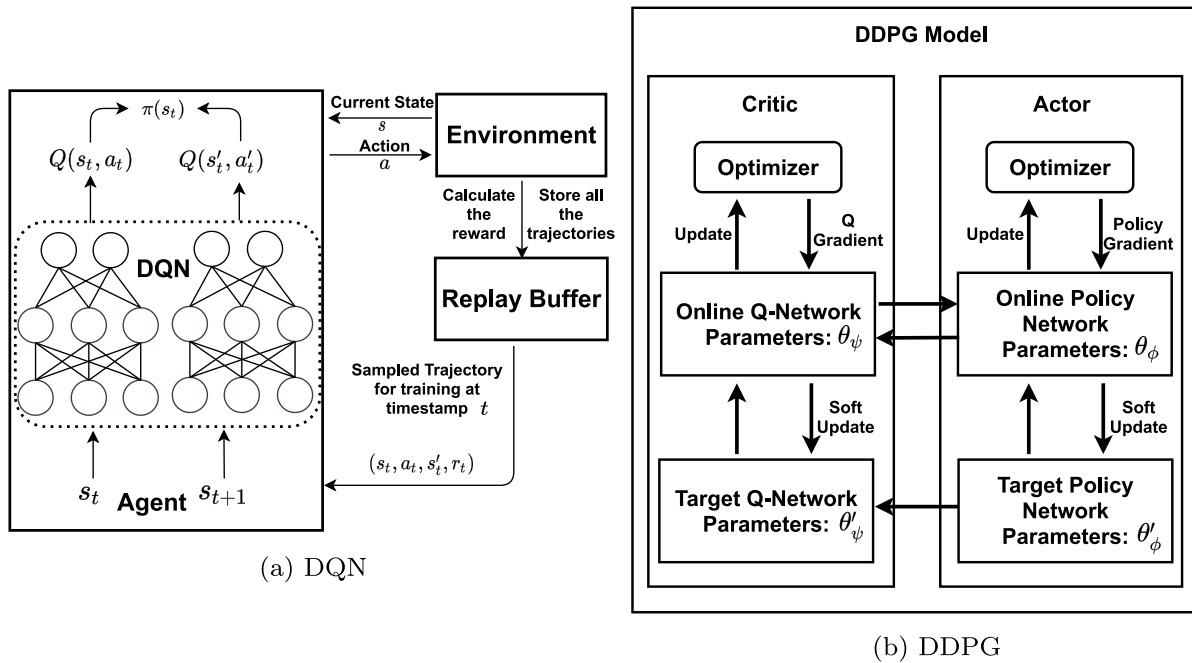 π(s_t)
Q(s_t, a_t)
Q(s'_t, a'_t)
DQN
s_t
s_{t+1}
Agent
Current State
s
Action
a
Environment
Calculate
the
reward
Store all
the
trajectories
Replay Buffer
Sampled Trajectory
for training at
timestamp t
(s_t, a_t, s'_t, r_t)
(a) DQN
DDPG Model
Critic
Optimizer
Update
Q
Gradient
Online Q-Network
Parameters: θ_ψ
Soft
Update
Target Q-Network
Parameters: θ'_ψ
Actor
Optimizer
Update
Policy
Gradient
Online Policy
Network
Parameters: θ_ϕ
Soft
Update
Target Policy
Network
Parameters: θ'_ϕ
(b) DDPG